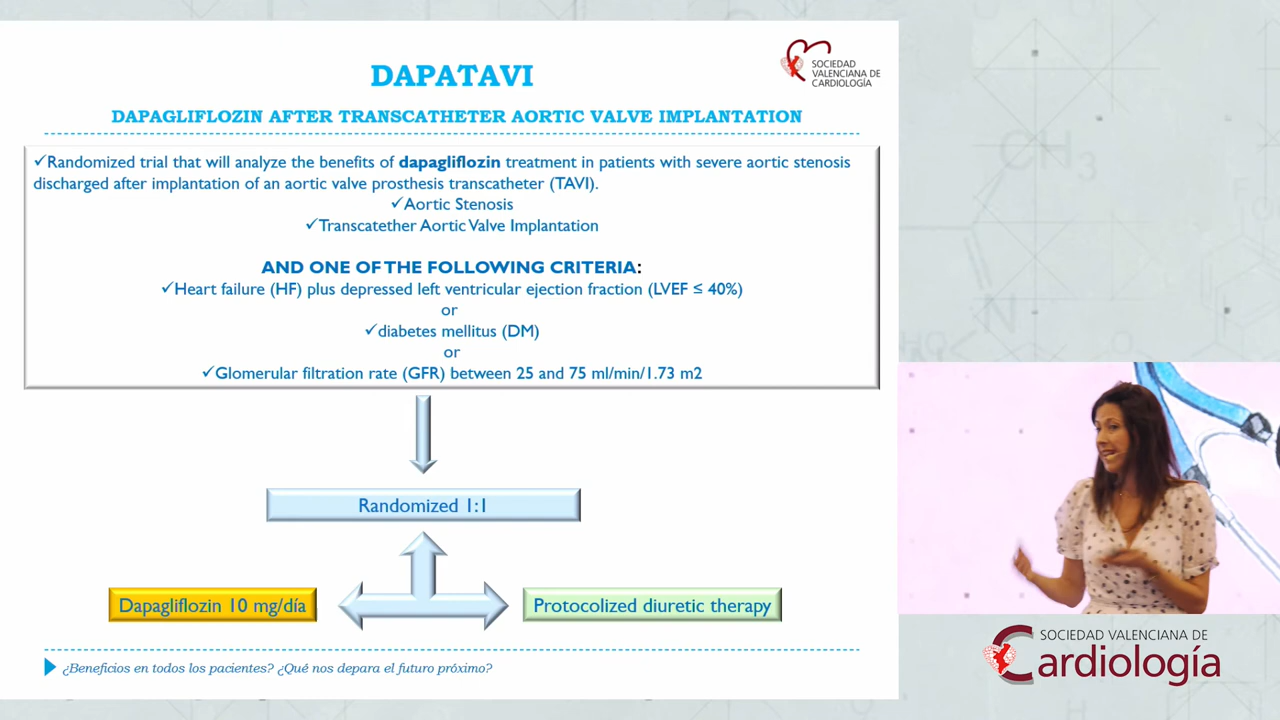 DAPATAVI
SOCIEDAD
VALENCIANA DE
CARDIOLOGÍA
DAPAGLIFLOZIN AFTER TRANSCATHETER AORTIC VALVE IMPLANTATION
✓Randomized trial that will analyze the benefits of dapagliflozin treatment in patients with severe aortic stenosis
discharged after implantation of an aortic valve prosthesis transcatheter (TAVI).
✓Aortic Stenosis
✓Transcatether Aortic Valve Implantation
AND ONE OF THE FOLLOWING CRITERIA:
✓Heart failure (HF) plus depressed left ventricular ejection fraction (LVEF ≤ 40%)
or
✓diabetes mellitus (DM)
or
✓Glomerular filtration rate (GFR) between 25 and 75 ml/min/1.73 m2
Randomized 1:1
Dapagliflozin 10 mg/día
Protocolized diuretic therapy
¿Beneficios en todos los pacientes? ¿Qué nos depara el futuro próximo?
SOCIEDAD VALENCIANA DE
Cardiología
CH3
N
HO
O